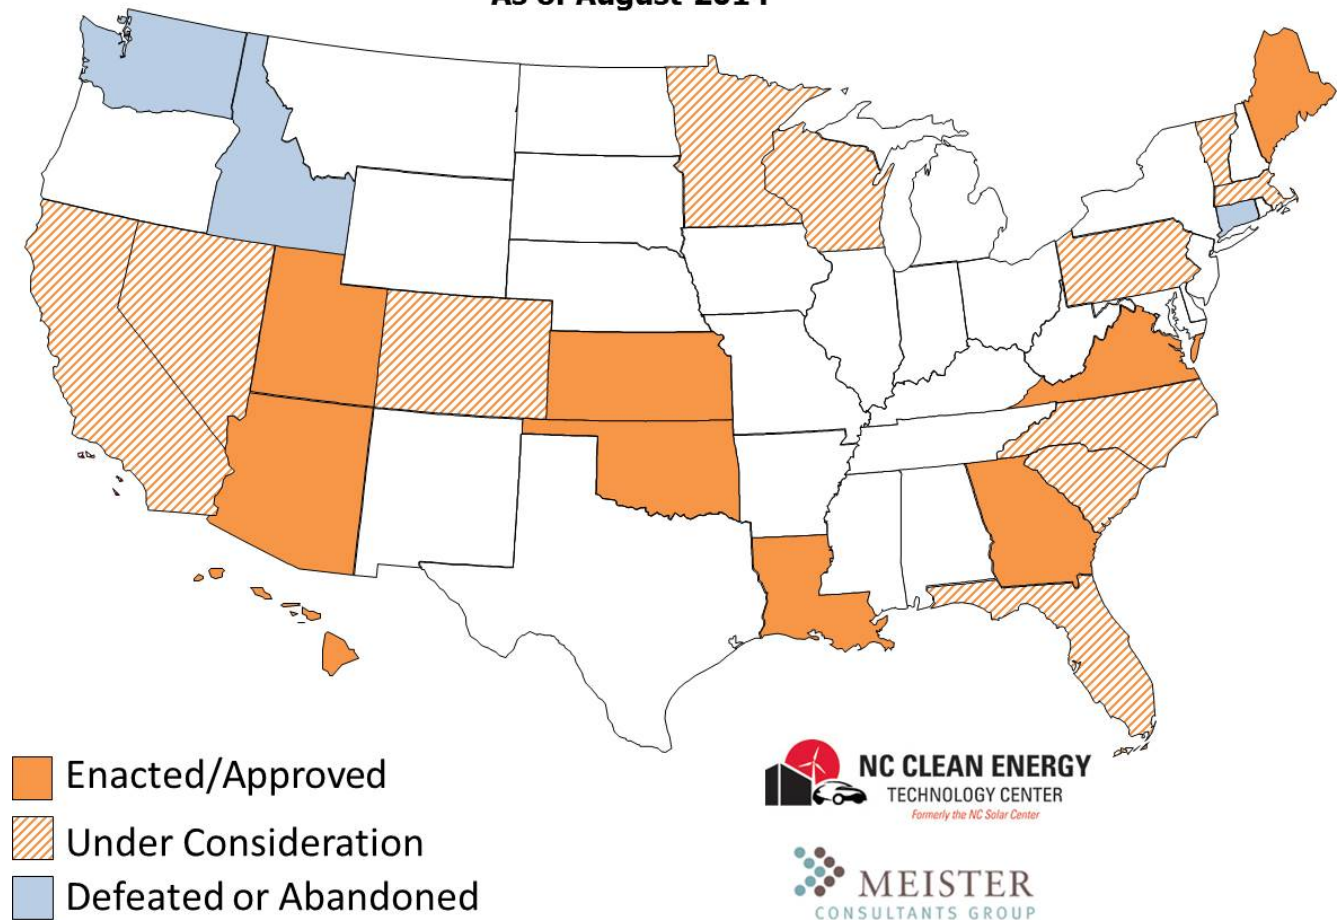 As of August 2014
Enacted/Approved
Under Consideration
Defeated or Abandoned
NC CLEAN ENERGY
TECHNOLOGY CENTER
Formerly the NC Solar Center
MEISTER
CONSULTANTS GROUP